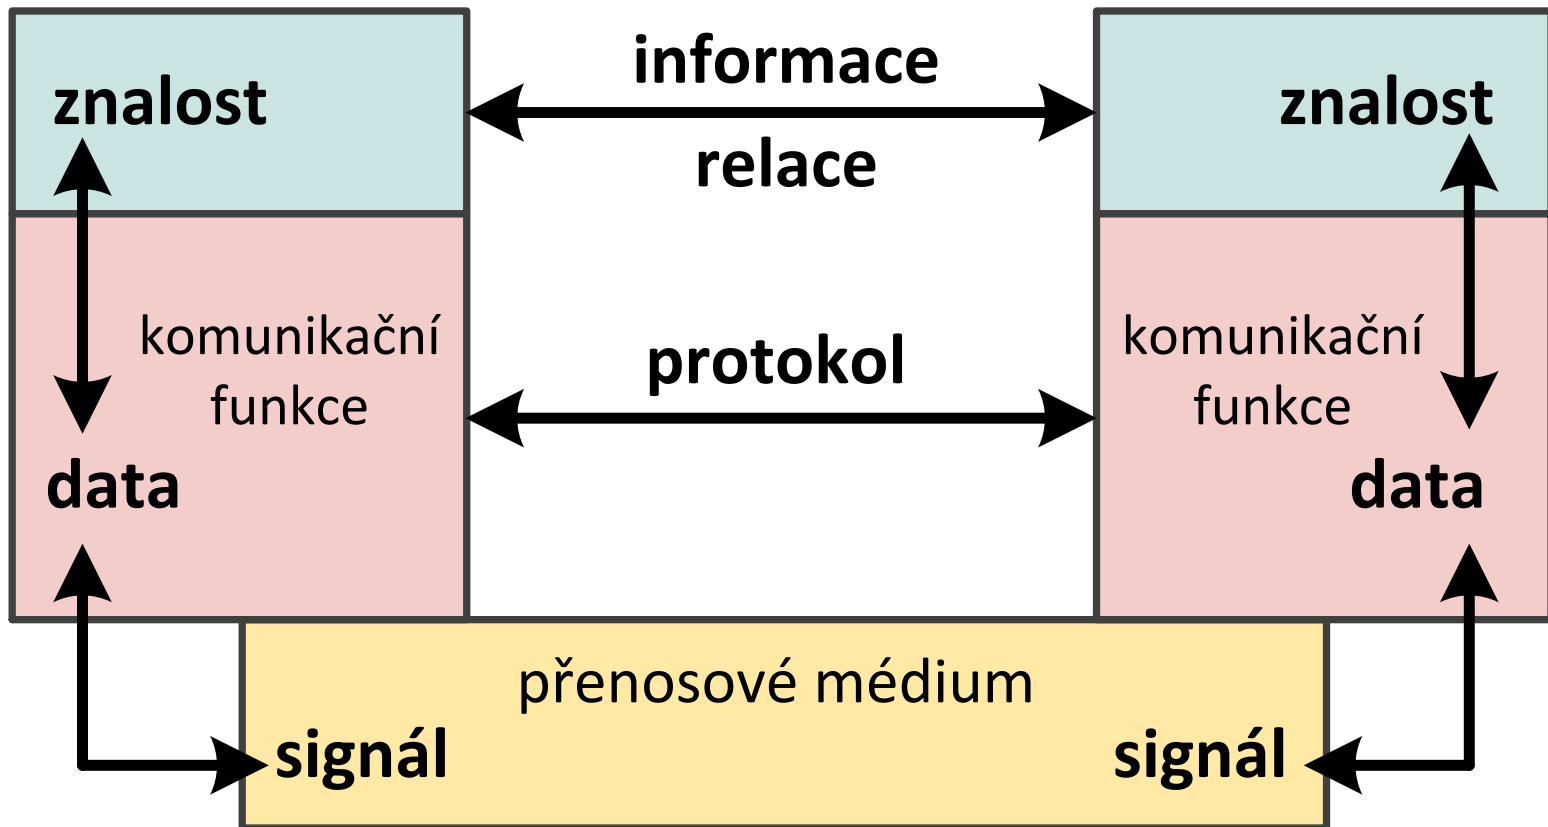 informace
znalost
znalost
relace
komunikační
funkce
protokol
komunikační
funkce
data
data
přenosové médium
signál
signál